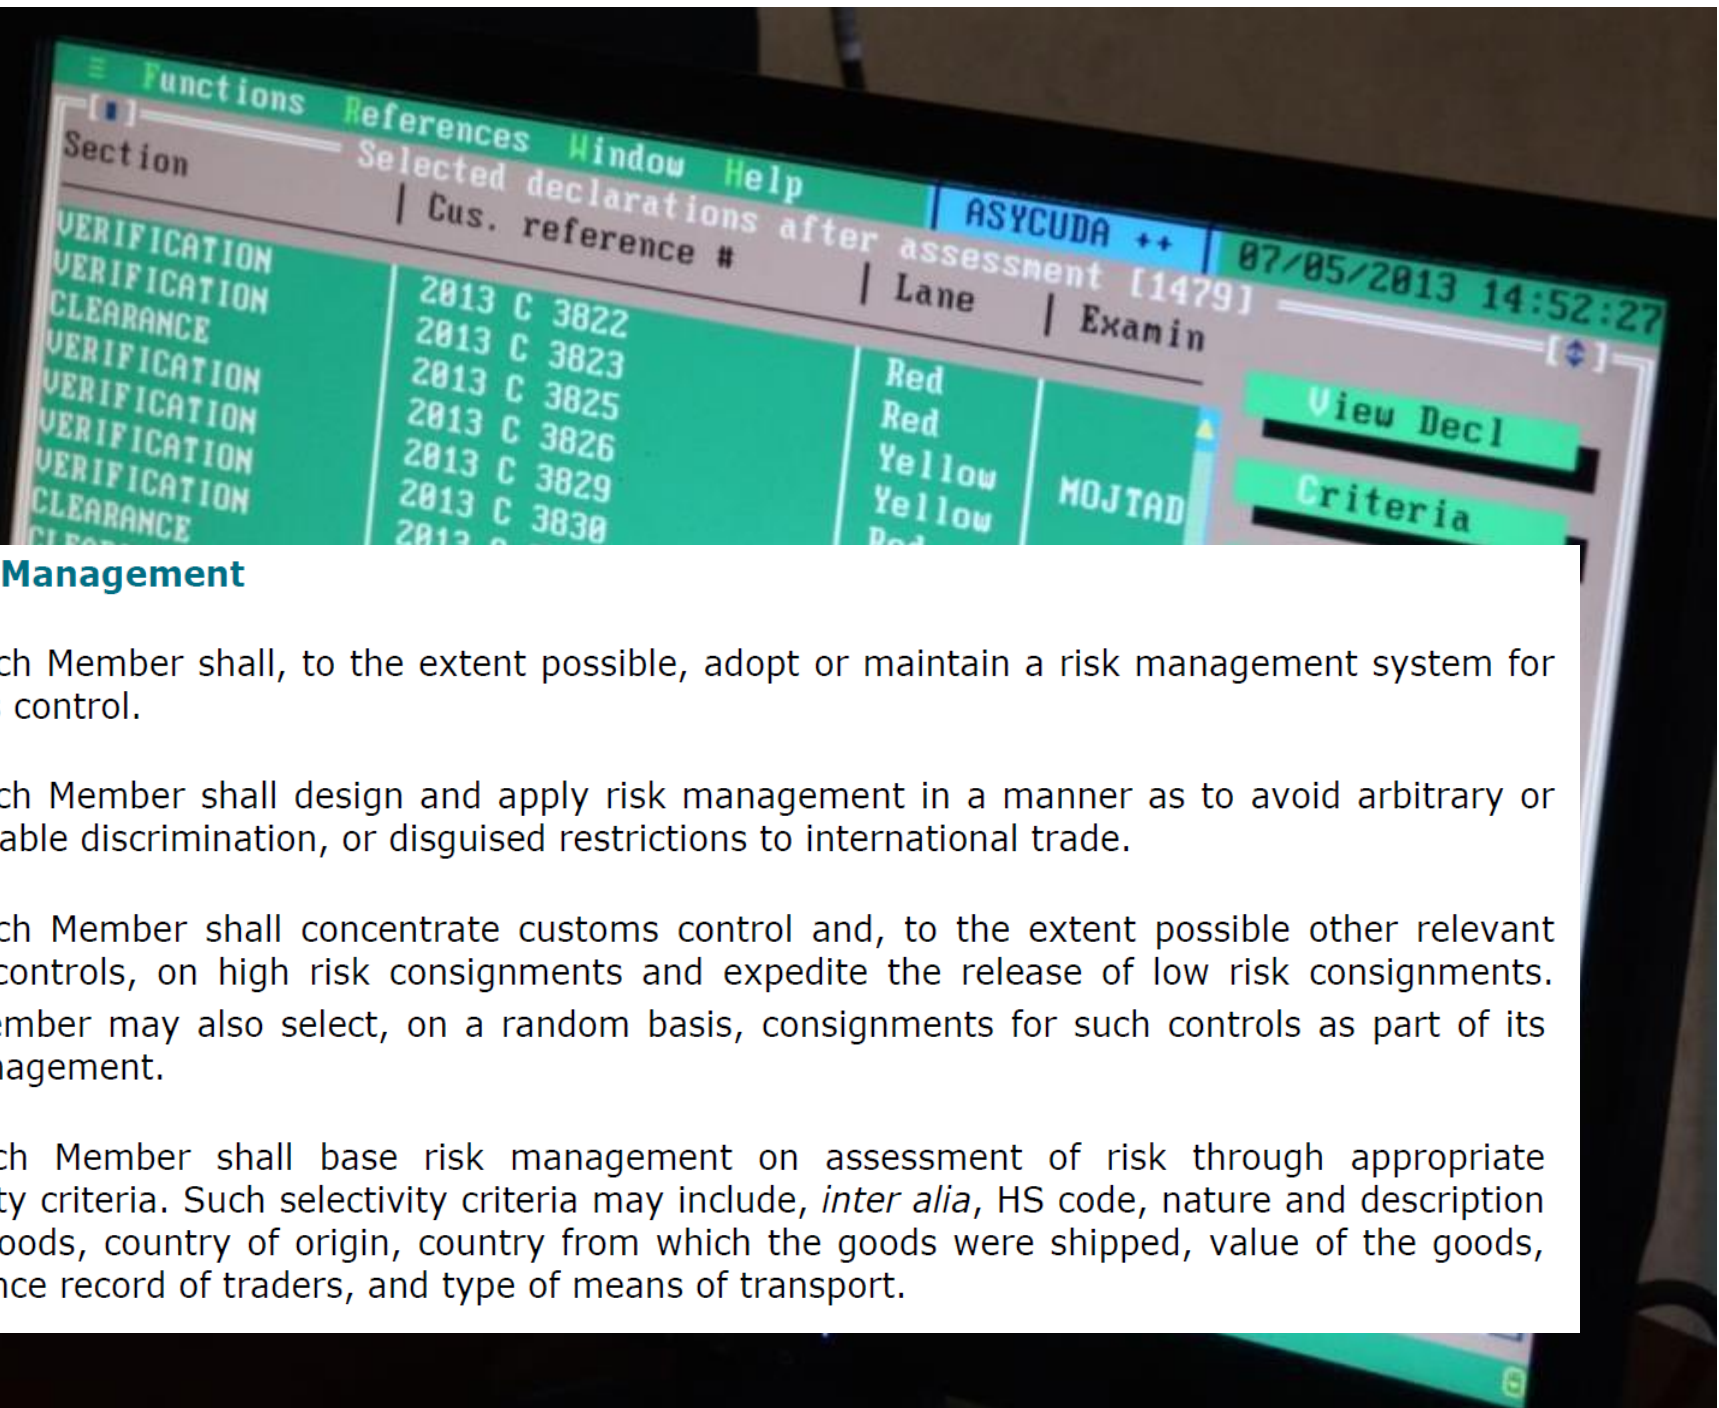 ≡ Functions References Window Help
ASYCUDA ++
07/05/2013 14:52:27
Selected declarations after assessment [1479]
Section | Cus. reference # | Lane | Examin
VERIFICATION 2013 C 3822 Red
VERIFICATION 2013 C 3823 Red
CLEARANCE 2013 C 3825 Yellow MOJTAD
VERIFICATION 2013 C 3826 Yellow
VERIFICATION 2013 C 3829
VERIFICATION 2013 C 3830
VERIFICATION 2013
CLEARANCE
View Decl
Criteria
Management
ch Member shall, to the extent possible, adopt or maintain a risk management system for
control.
ch Member shall design and apply risk management in a manner as to avoid arbitrary or
able discrimination, or disguised restrictions to international trade.
ch Member shall concentrate customs control and, to the extent possible other relevant
controls, on high risk consignments and expedite the release of low risk consignments.
ember may also select, on a random basis, consignments for such controls as part of its
nagement.
ch Member shall base risk management on assessment of risk through appropriate
ty criteria. Such selectivity criteria may include, inter alia, HS code, nature and description
oods, country of origin, country from which the goods were shipped, value of the goods,
nce record of traders, and type of means of transport.